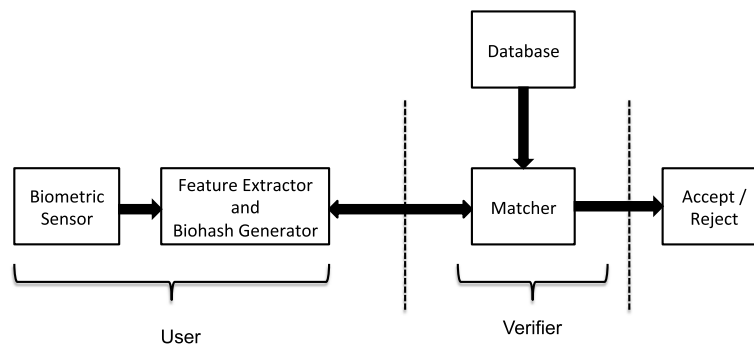 Database
Biometric
Sensor
Feature Extractor
and
Biohash Generator
Matcher
Accept /
Reject
User
Verifier